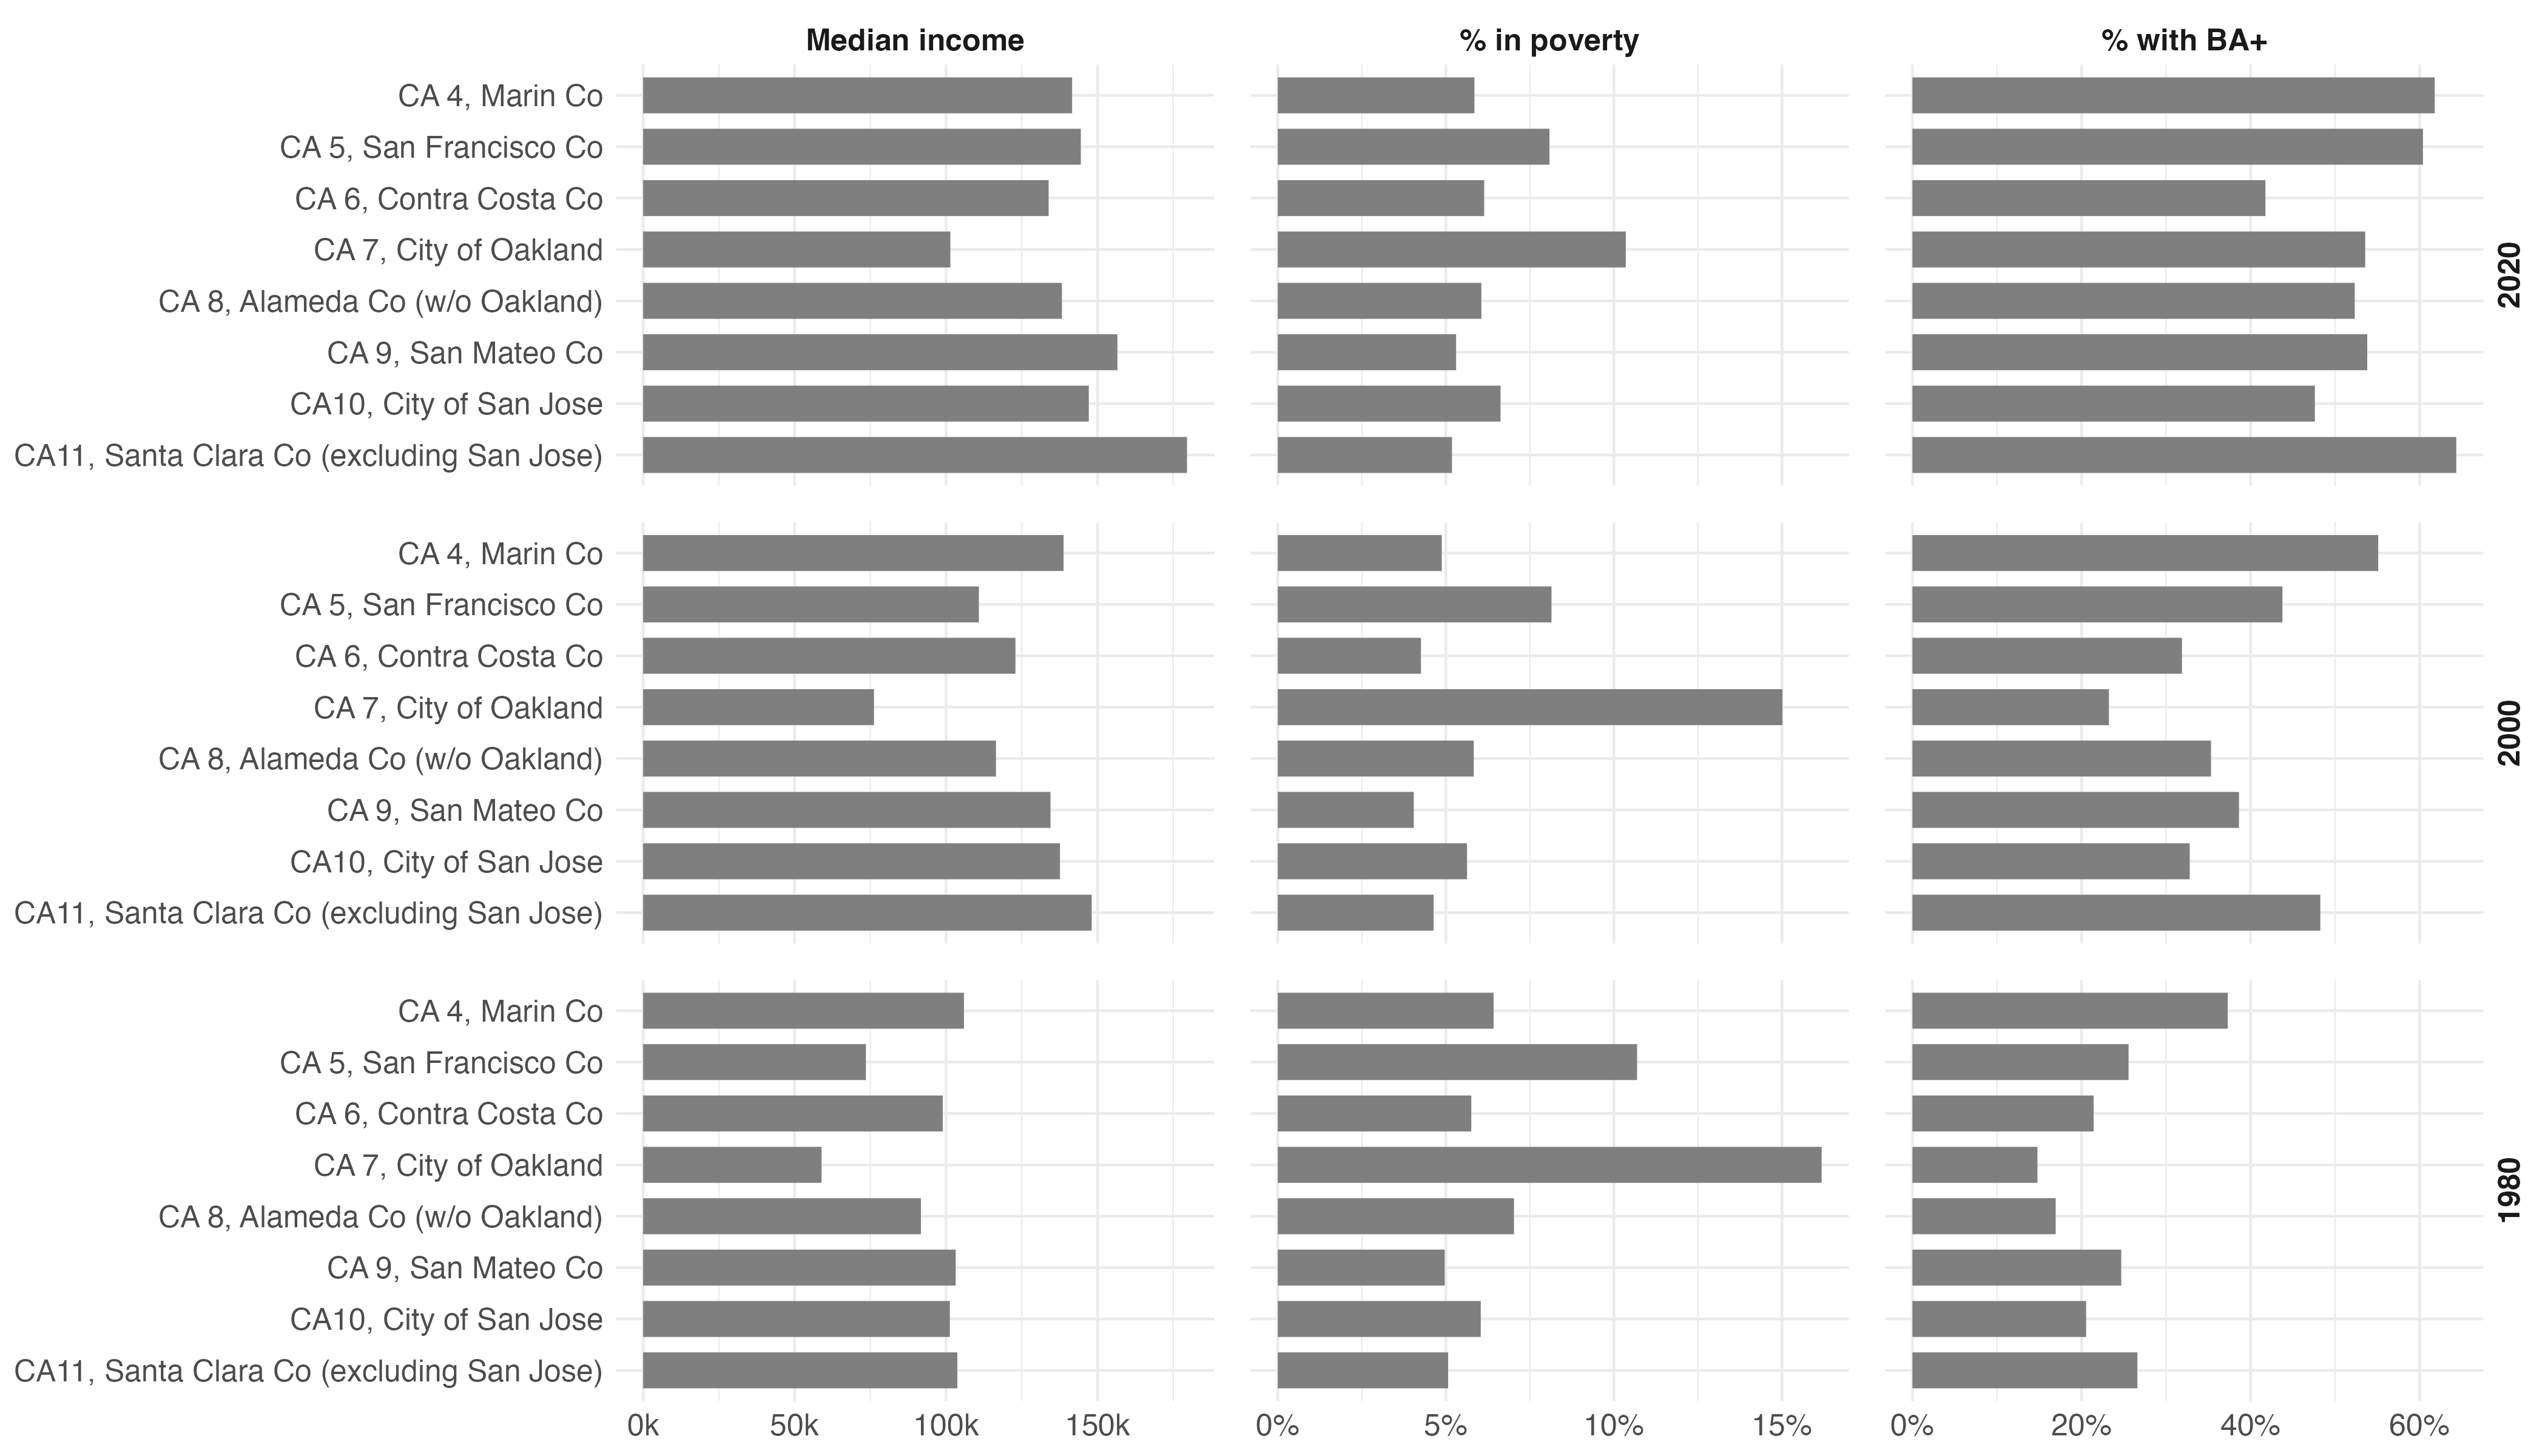 Median income % in poverty % with BA+
CA 4, Marin Co
CA 5, San Francisco Co
CA 6, Contra Costa Co
CA 7, City of Oakland
CA 8, Alameda Co (w/o Oakland)
CA 9, San Mateo Co
CA10, City of San Jose
CA11, Santa Clara Co (excluding San Jose)
2020
CA 4, Marin Co
CA 5, San Francisco Co
CA 6, Contra Costa Co
CA 7, City of Oakland
CA 8, Alameda Co (w/o Oakland)
CA 9, San Mateo Co
CA10, City of San Jose
CA11, Santa Clara Co (excluding San Jose)
2000
CA 4, Marin Co
CA 5, San Francisco Co
CA 6, Contra Costa Co
CA 7, City of Oakland
CA 8, Alameda Co (w/o Oakland)
CA 9, San Mateo Co
CA10, City of San Jose
CA11, Santa Clara Co (excluding San Jose)
1980
0k 50k 100k 150k 0% 5% 10% 15% 0% 20% 40% 60%